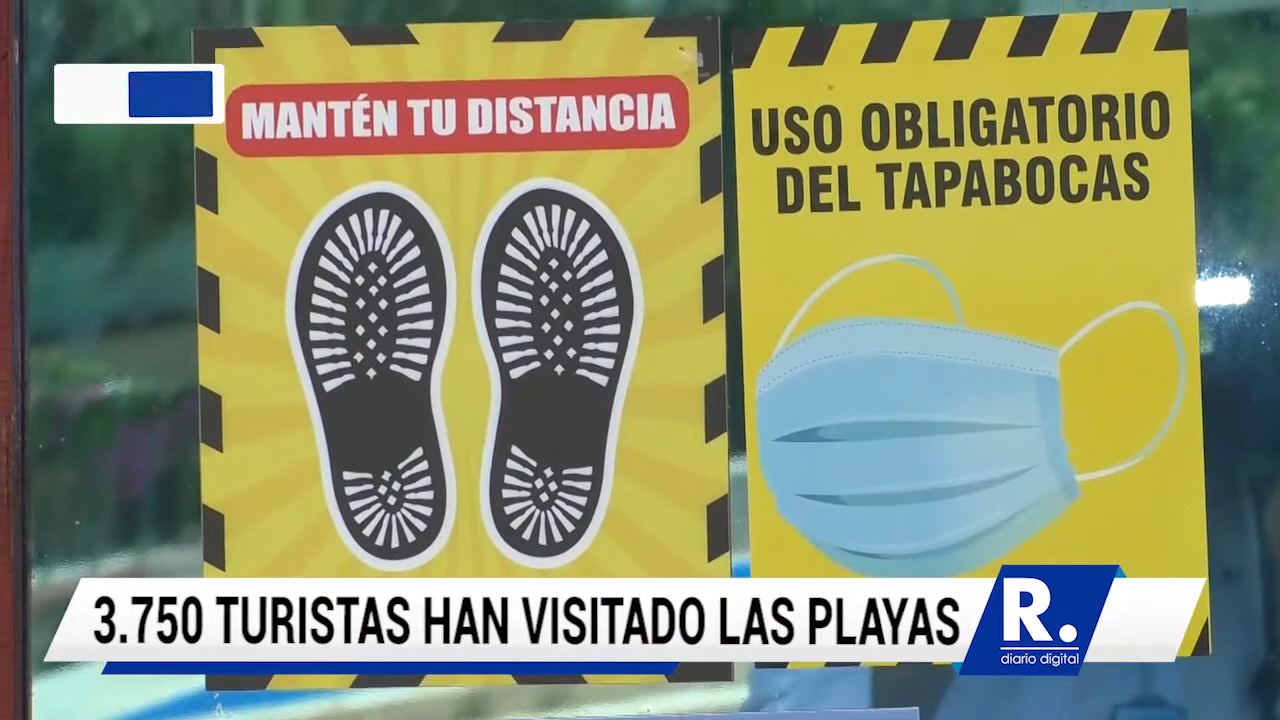 MANTÉN TU DISTANCIA
USO OBLIGATORIO
DEL TAPABOCAS
3.750 TURISTAS HAN VISITADO LAS PLAYAS
R.
diario digital